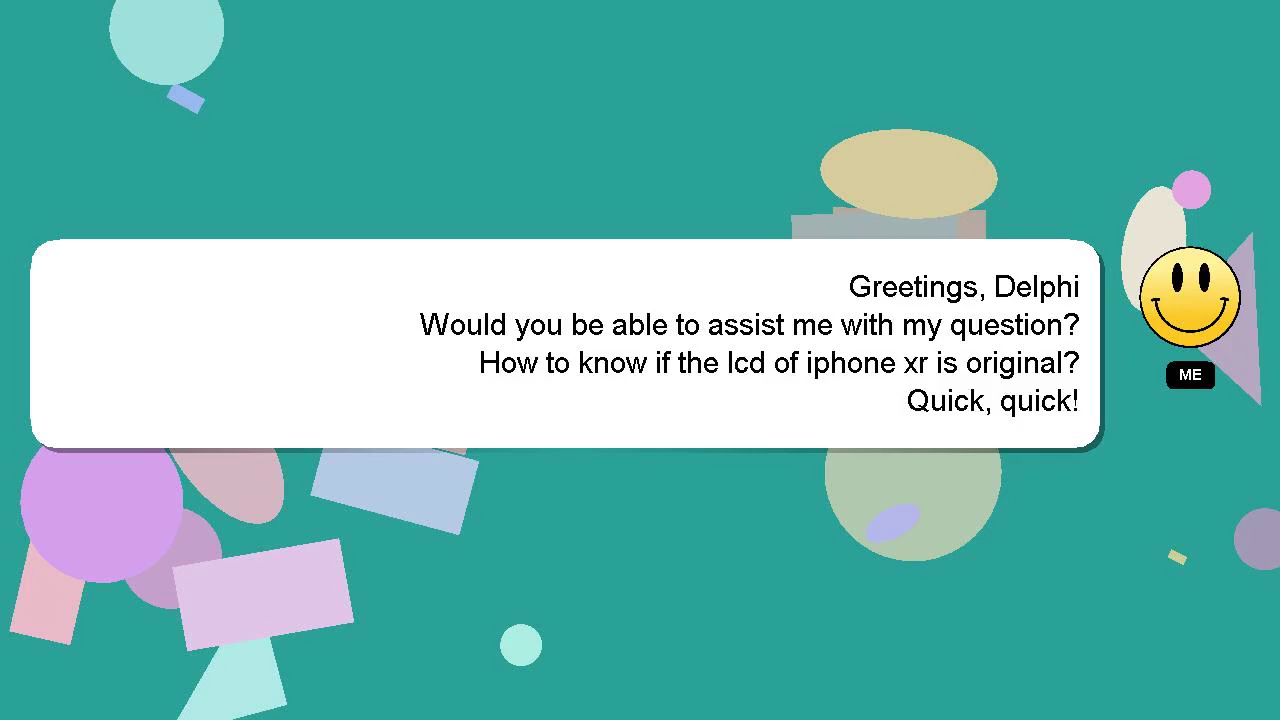 Greetings, Delphi
Would you be able to assist me with my question?
How to know if the lcd of iphone xr is original?
Quick, quick!
ME